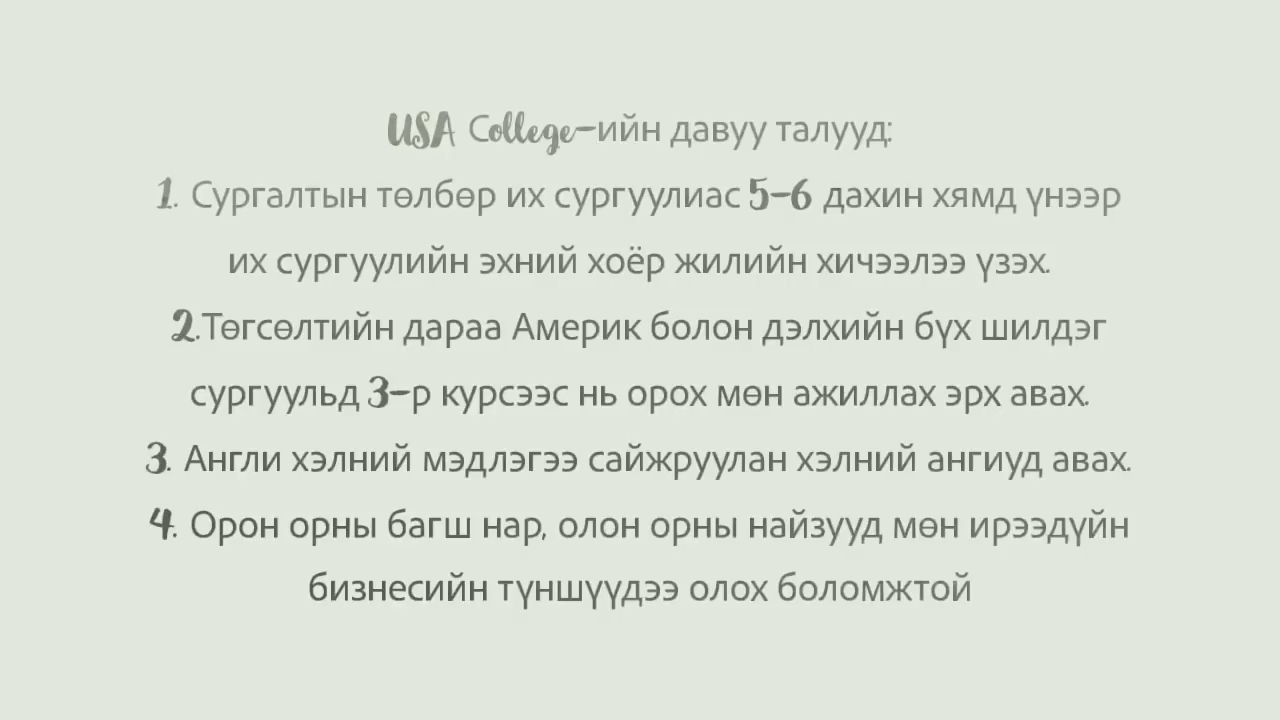 USA College-ийн давуу талууд:
1. Сургалтын төлбөр их сургуулиас 5-6 дахин хямд үнээр
их сургуулийн эхний хоёр жилийн хичээлээ үзэх.
2.Төгсөлтийн дараа Америк болон дэлхийн бүх шилдэг
сургуульд 3-р курсээс нь орох мөн ажиллах эрх авах.
3. Англи хэлний мэдлэгээ сайжруулан хэлний ангиуд авах.
4. Орон орны багш нар, олон орны найзууд мөн ирээдүйн
бизнесийн түншүүдээ олох боломжтой